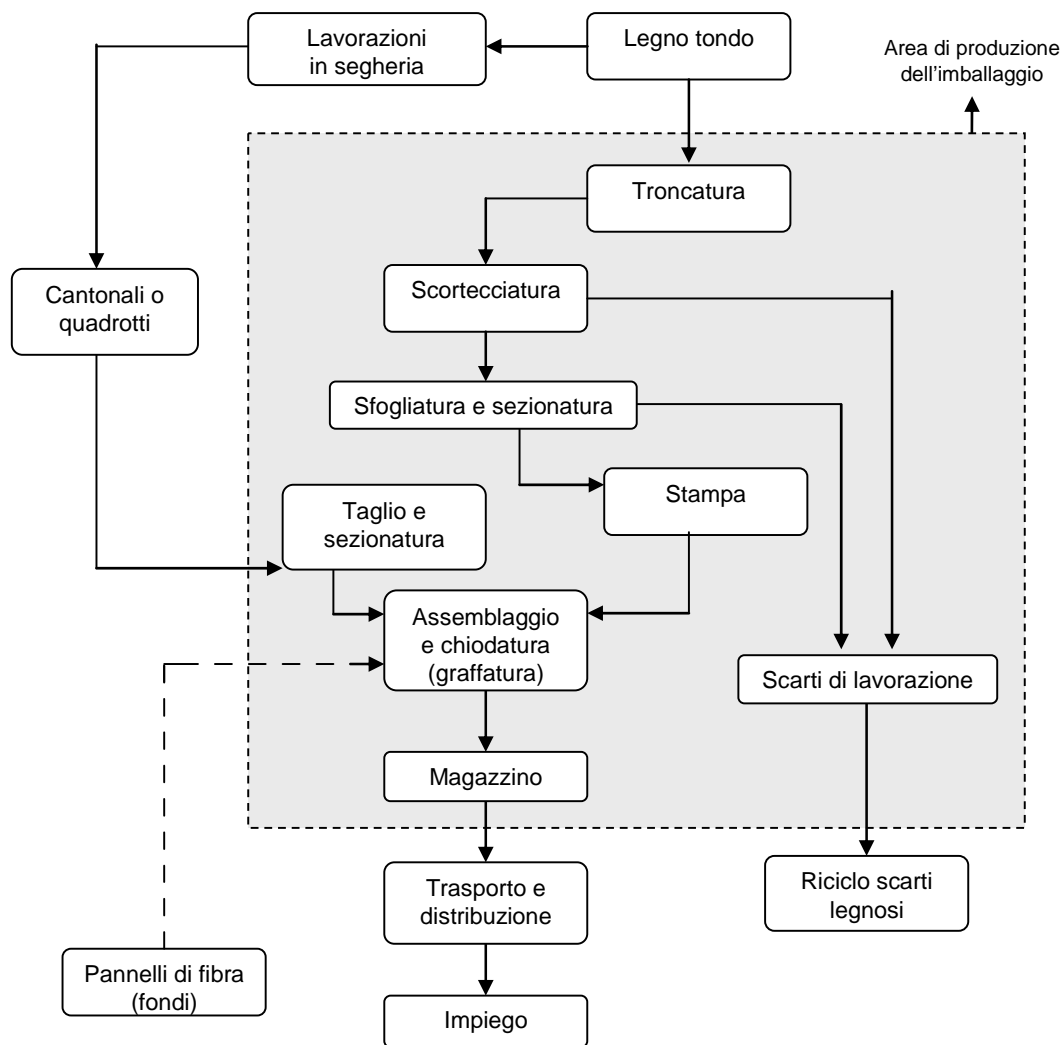 Lavorazioni
in segheria
Legno tondo
Area di produzione
dell'imballaggio
Troncatura
Cantonali o
quadrotti
Scortecciatura
Sfogliatura e sezionatura
Taglio e
sezionatura
Stampa
Assemblaggio
e chiodatura
(graffatura)
Scarti di lavorazione
Magazzino
Trasporto e
distribuzione
Riciclo scarti
legnosi
Pannelli di fibra
(fondi)
Impiego